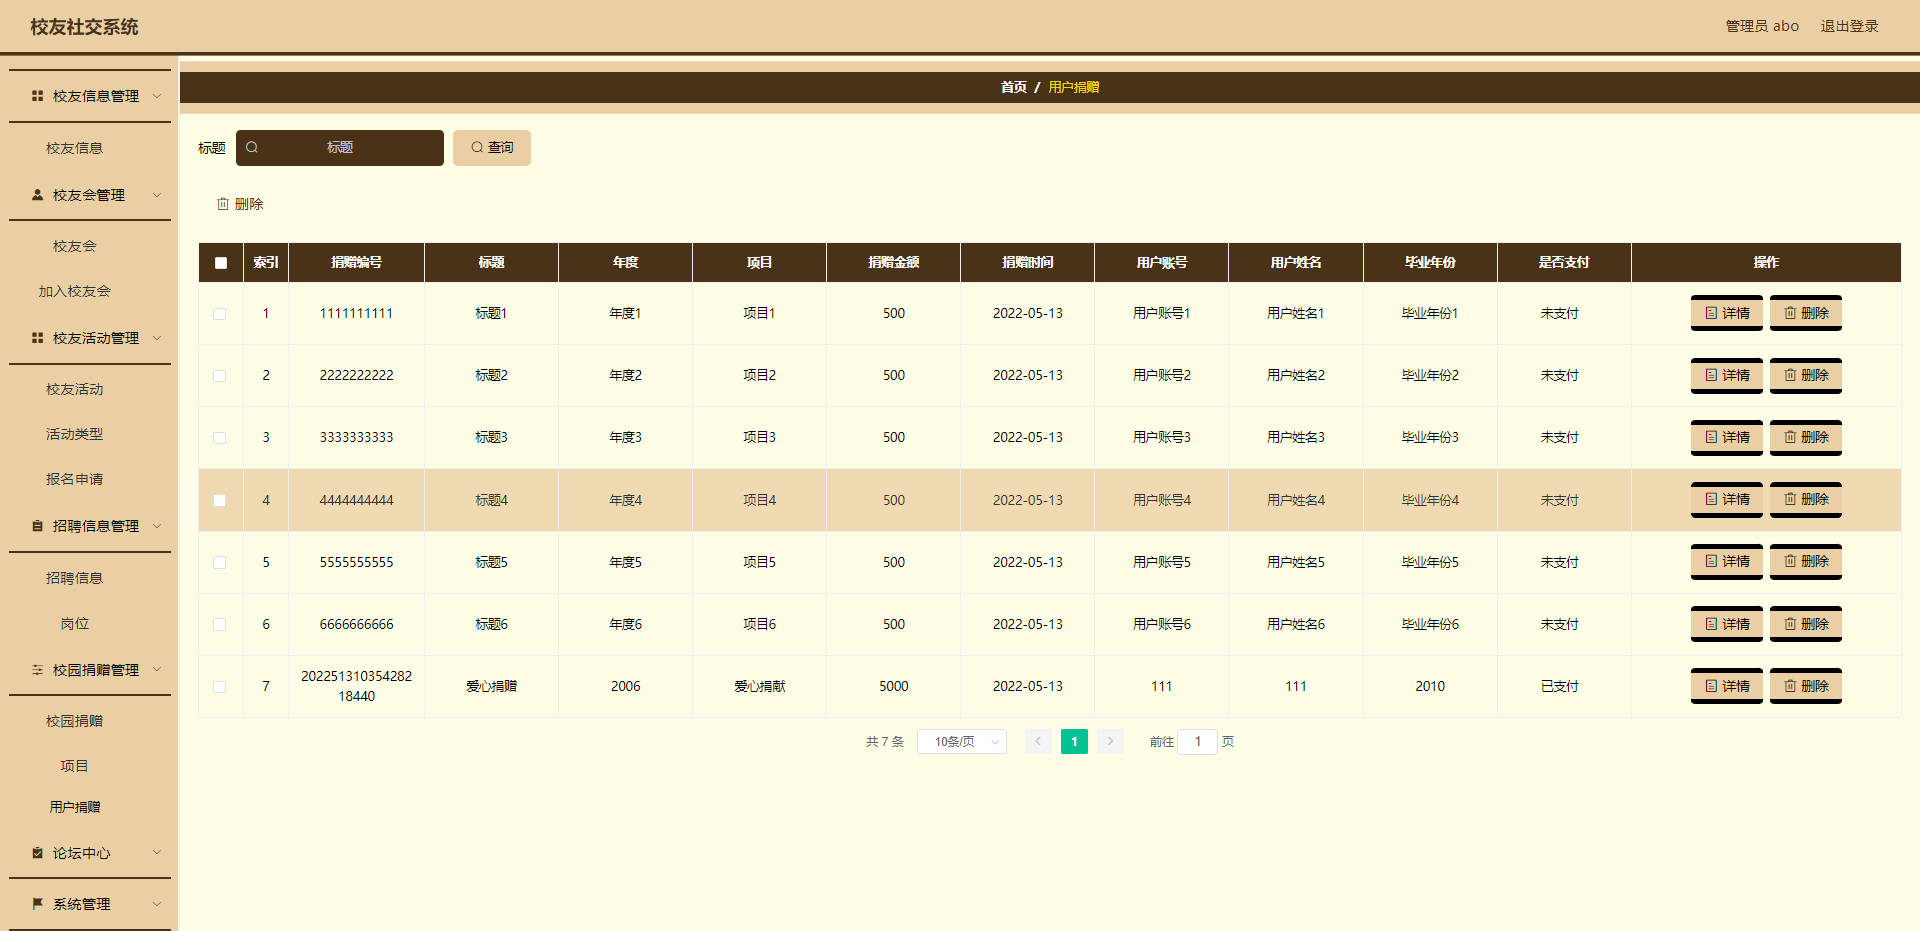 校友社交系统
管理员 abo 退出登录
校友信息管理
校友信息
校友会管理
校友会
加入校友会
校友活动管理
校友活动
活动类型
报名申请
招聘信息管理
招聘信息
岗位
校园捐赠管理
校园捐赠
项目
用户捐赠
论坛中心
系统管理
首页 / 用户捐赠
标题 标题 查询
删除
索引 捐赠编号 标题 年度 项目 捐赠金额 捐赠时间 用户账号 用户姓名 毕业年份 是否支付 操作
1 1111111111 标题1 年度1 项目1 500 2022-05-13 用户账号1 用户姓名1 毕业年份1 未支付 详情 删除
2 2222222222 标题2 年度2 项目2 500 2022-05-13 用户账号2 用户姓名2 毕业年份2 未支付 详情 删除
3 3333333333 标题3 年度3 项目3 500 2022-05-13 用户账号3 用户姓名3 毕业年份3 未支付 详情 删除
4 4444444444 标题4 年度4 项目4 500 2022-05-13 用户账号4 用户姓名4 毕业年份4 未支付 详情 删除
5 5555555555 标题5 年度5 项目5 500 2022-05-13 用户账号5 用户姓名5 毕业年份5 未支付 详情 删除
6 6666666666 标题6 年度6 项目6 500 2022-05-13 用户账号6 用户姓名6 毕业年份6 未支付 详情 删除
7 202251310354282
18440 爱心捐赠 2006 爱心捐献 5000 2022-05-13 111 111 2010 已支付 详情 删除
共 7 条 10条/页 1 前往 1 页